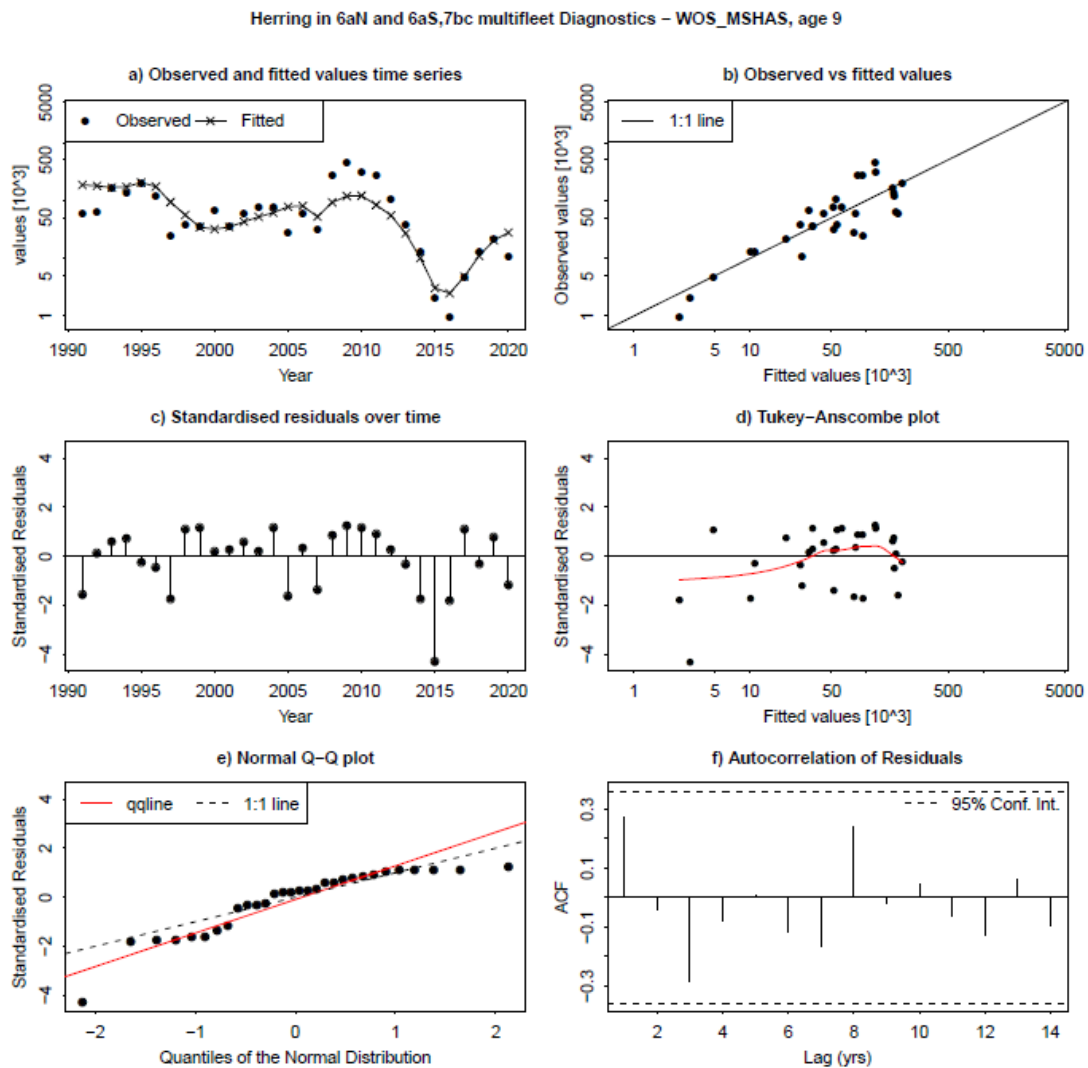 Herring in 6aN and 6aS,7bc multifleet Diagnostics − WOS_MSHAS, age 9
a) Observed and fitted values time series
Observed Fitted
values [10^3]
5000
500
50
5
1
1990 1995 2000 2005 2010 2015 2020
Year
b) Observed vs fitted values
1:1 line
Observed values [10^3]
5000
500
50
5
1
1 5 10 50 500 5000
Fitted values [10^3]
c) Standardised residuals over time
Standardised Residuals
4
2
0
−2
−4
1990 1995 2000 2005 2010 2015 2020
Year
d) Tukey−Anscombe plot
Standardised Residuals
4
2
0
−2
−4
1 5 10 50 500 5000
Fitted values [10^3]
e) Normal Q−Q plot
qqline 1:1 line
Standardised Residuals
4
2
0
−2
−4
−2 −1 0 1 2
Quantiles of the Normal Distribution
f) Autocorrelation of Residuals
95% Conf. Int.
ACF
0.3
0.1
−0.1
−0.3
2 4 6 8 10 12 14
Lag (yrs)